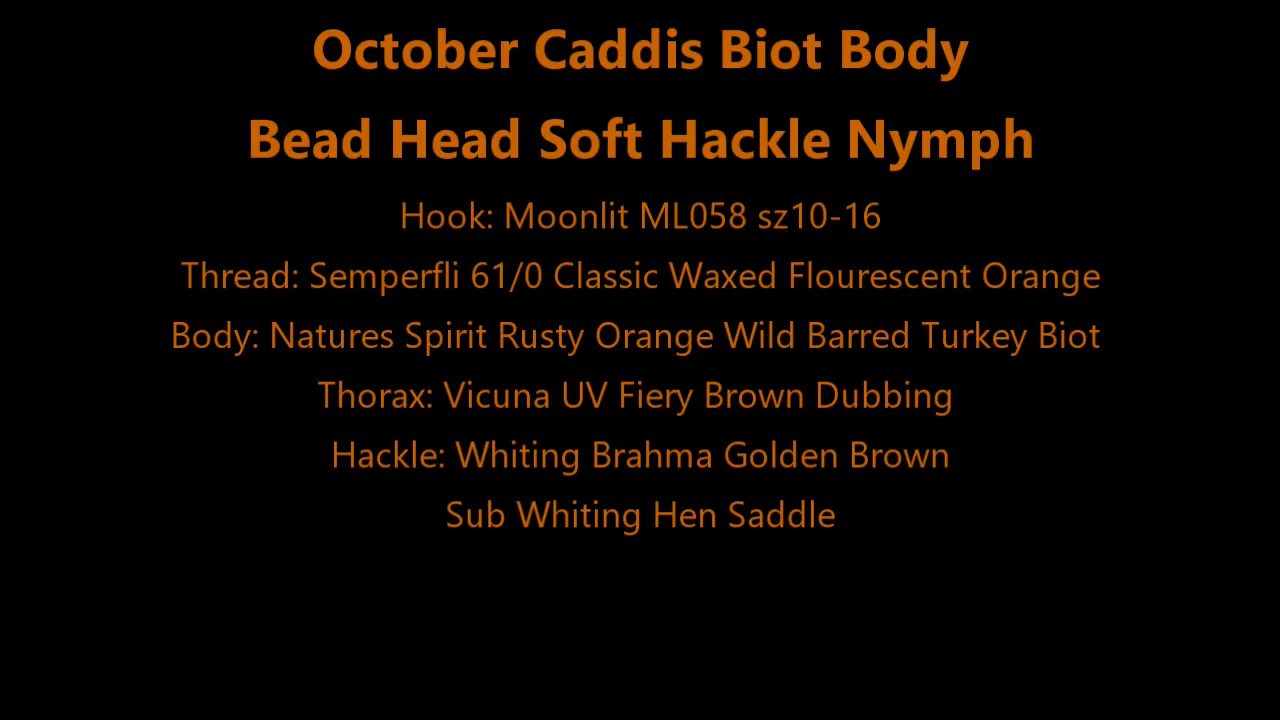 October Caddis Biot Body
Bead Head Soft Hackle Nymph
Hook: Moonlit ML058 sz10-16
Thread: Semperfli 61/0 Classic Waxed Flourescent Orange
Body: Natures Spirit Rusty Orange Wild Barred Turkey Biot
Thorax: Vicuna UV Fiery Brown Dubbing
Hackle: Whiting Brahma Golden Brown
Sub Whiting Hen Saddle